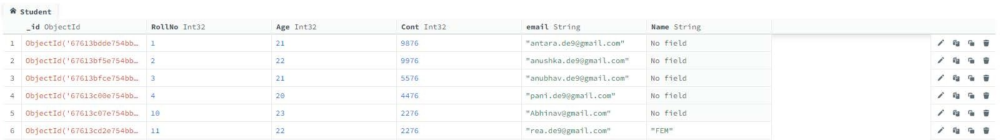 Student
_id ObjectId RollNo Int32 Age Int32 Cont Int32 email String Name String
1 ObjectId('67613bdde754bb… 1 21 9876 "antara.de9@gmail.com" No field
2 ObjectId('67613bf5e754bb… 2 22 9976 "anushka.de9@gmail.com" No field
3 ObjectId('67613bfce754bb… 3 21 5576 "anubhav.de9@gmail.com" No field
4 ObjectId('67613c00e754bb… 4 20 4476 "pani.de9@gmail.com" No field
5 ObjectId('67613c07e754bb… 10 23 2276 "Abhinav@gmail.com" No field
6 ObjectId('67613cd2e754bb… 11 22 2276 "rea.de9@gmail.com" "FEM"